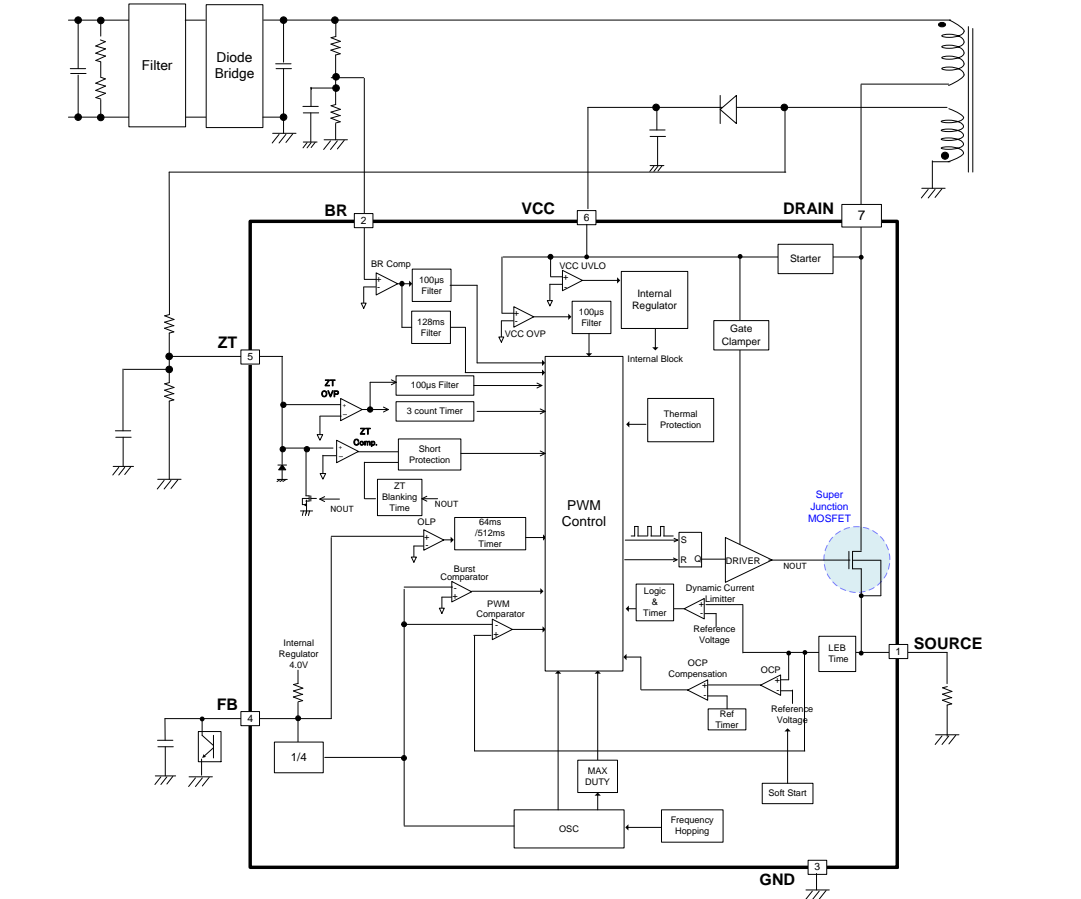 Filter
Diode
Bridge
BR
VCC
DRAIN
2
6
7
BR Comp
+
-
100µs
Filter
128ms
Filter
VCC UVLO
+
-
Internal
Regulator
Starter
+
-
VCC OVP
100µs
Filter
Internal Block
Gate
Clamper
ZT
5
ZT
OVP
+
-
100µs Filter
3 count Timer
Thermal
Protection
ZT
Comp.
+
-
Short
Protection
ZT
Blanking
Time
NOUT
NOUT
PWM
Control
Super
Junction
MOSFET
OLP
+
-
64ms
/512ms
Timer
S
R
Q
DRIVER
NOUT
Burst
Comparator
-
+
PWM
Comparator
-
+
Logic
&
Timer
Dynamic Current
Limitter
+
-
Reference
Voltage
Internal
Regulator
4.0V
LEB
Time
1
SOURCE
OCP
Compensation
+
-
OCP
+
-
Ref
Timer
Reference
Voltage
FB
4
1/4
MAX
DUTY
Soft Start
OSC
Frequency
Hopping
3
GND